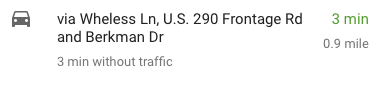 via Wheless Ln, U.S. 290 Frontage Rd 3 min
and Berkman Dr 0.9 mile
3 min without traffic